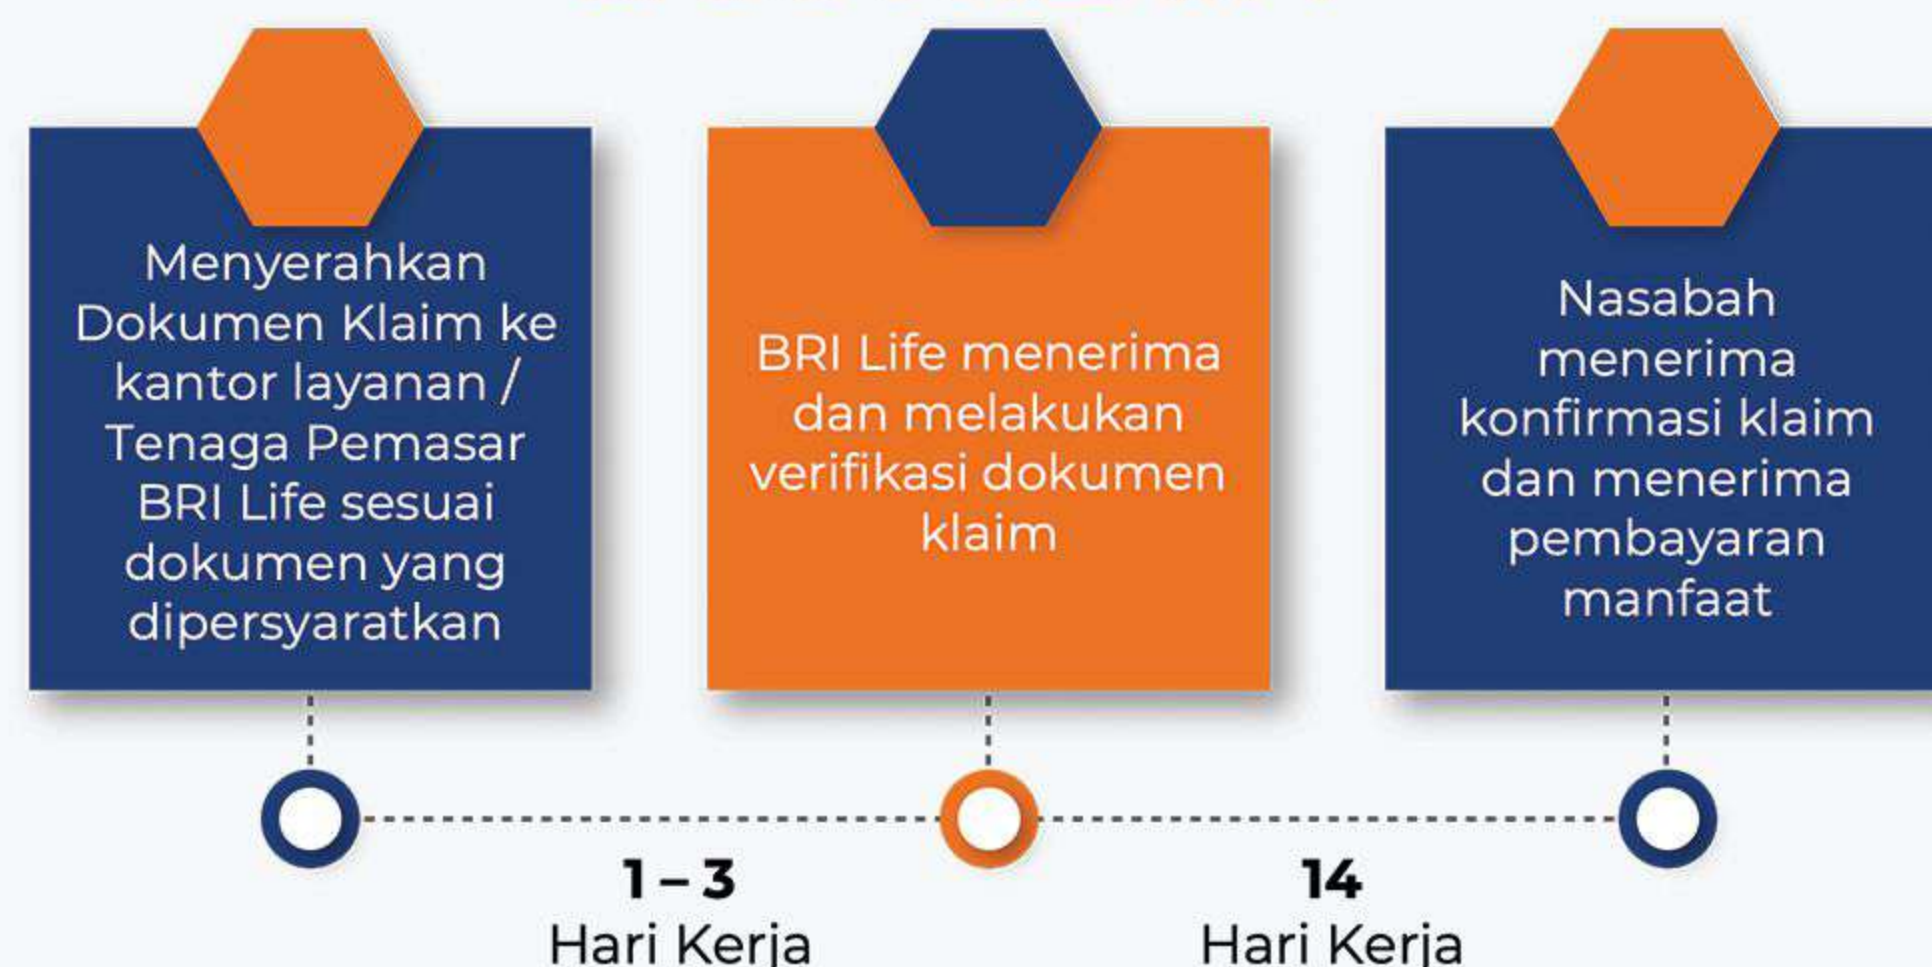 Menyerahkan
Dokumen Klaim ke
kantor layanan /
Tenaga Pemasar
BRI Life sesuai
dokumen yang
dipersyaratkan
BRI Life menerima
dan melakukan
verifikasi dokumen
klaim
Nasabah
menerima
konfirmasi klaim
dan menerima
pembayaran
manfaat
1 – 3
Hari Kerja
14
Hari Kerja